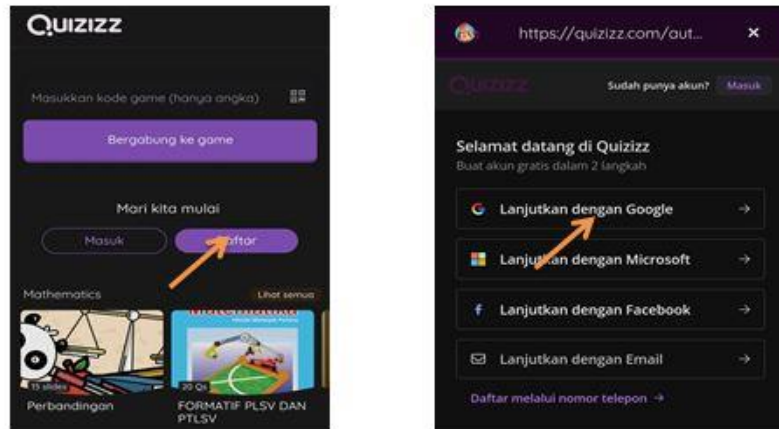 QUIZIZZ
Masukkan kode game (hanya angka)
Bergabung ke game
Mari kita mulai
Masuk
Daftar
Mathematics
Lihat semua
15 slides
20 Qs
Perbandingan
FORMATIF PLSV DAN
PTLSV
https://quizizz.com/aut...
Quizizz
Sudah punya akun?
Masuk
Selamat datang di Quizizz
Buat akun gratis dalam 2 langkah
Lanjutkan dengan Google
Lanjutkan dengan Microsoft
Lanjutkan dengan Facebook
Lanjutkan dengan Email
Daftar melalui nomor telepon